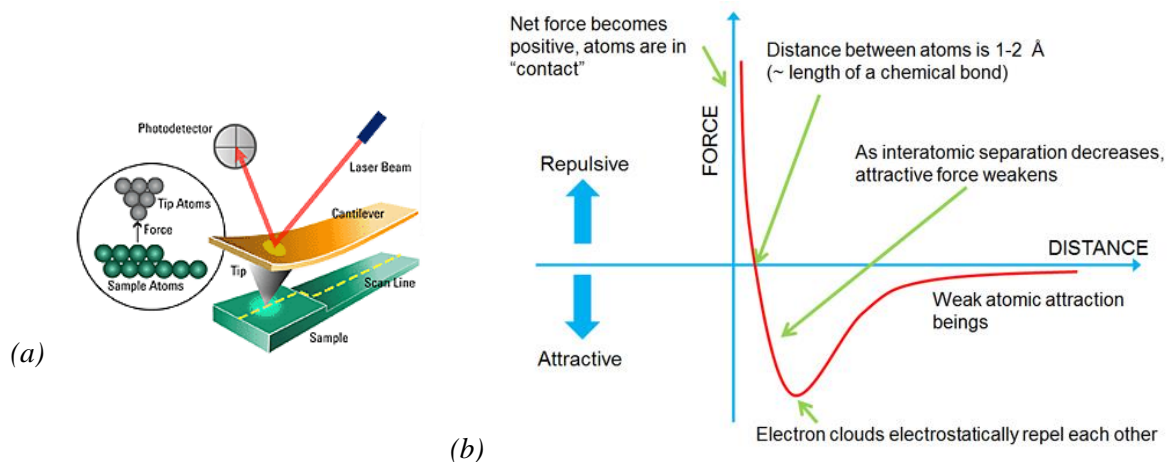 Photodetector
Laser Beam
Cantilever
Tip Atoms
Force
Sample Atoms
Tip
Scan Line
Sample
(a)
Net force becomes
positive, atoms are in
“contact”
Distance between atoms is 1-2 Å
(~ length of a chemical bond)
FORCE
Repulsive
As interatomic separation decreases,
attractive force weakens
DISTANCE
Weak atomic attraction
beings
Attractive
Electron clouds electrostatically repel each other
(b)